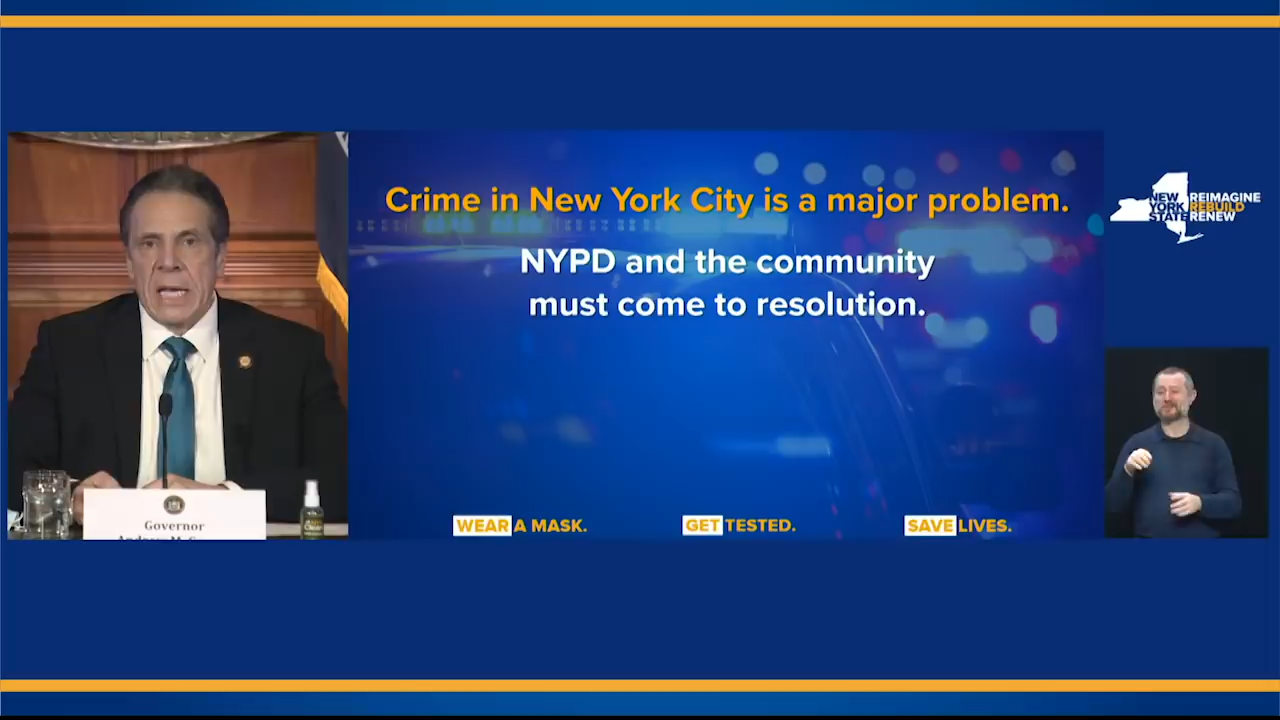 Crime in New York City is a major problem.
NYPD and the community
must come to resolution.
WEAR A MASK.
GET TESTED.
SAVE LIVES.
NEW
YORK
STATE
REIMAGINE
REBUILD
RENEW
Governor